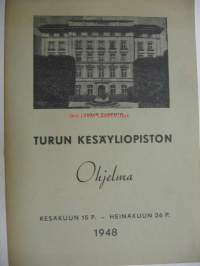 TURUN KESÄYLIOPISTON
Ohjelma
KESÄKUUN 15 P. – HEINÄKUUN 26 P.
1948